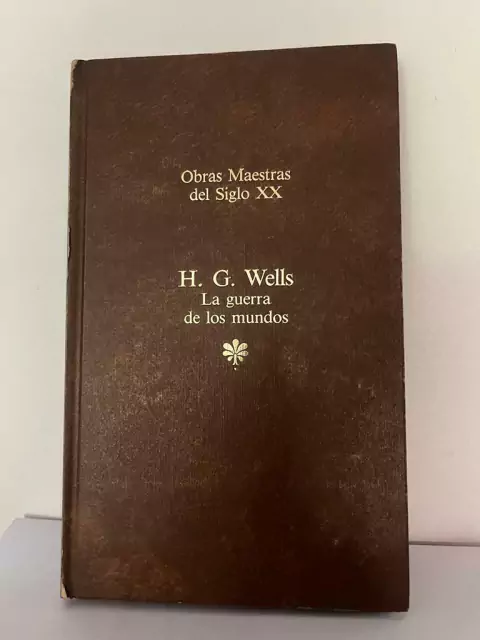 Obras Maestras
del Siglo XX
H. G. Wells
La guerra
de los mundos